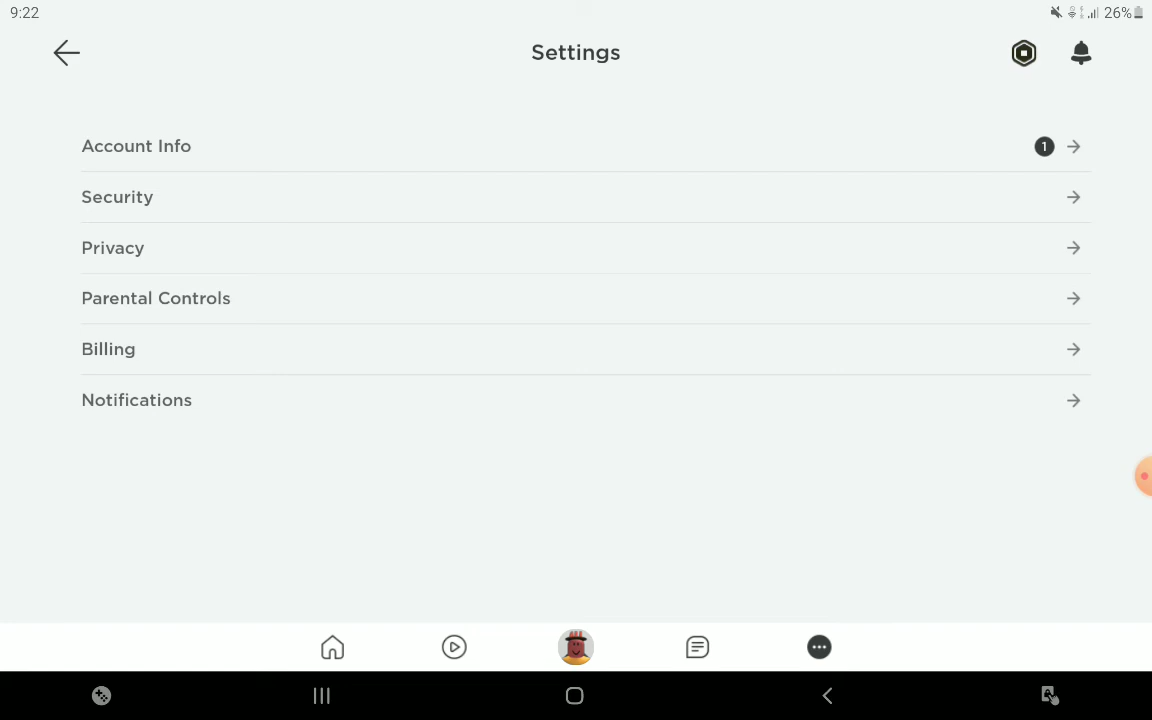 9:22
26%
Settings
Account Info
1
Security
Privacy
Parental Controls
Billing
Notifications